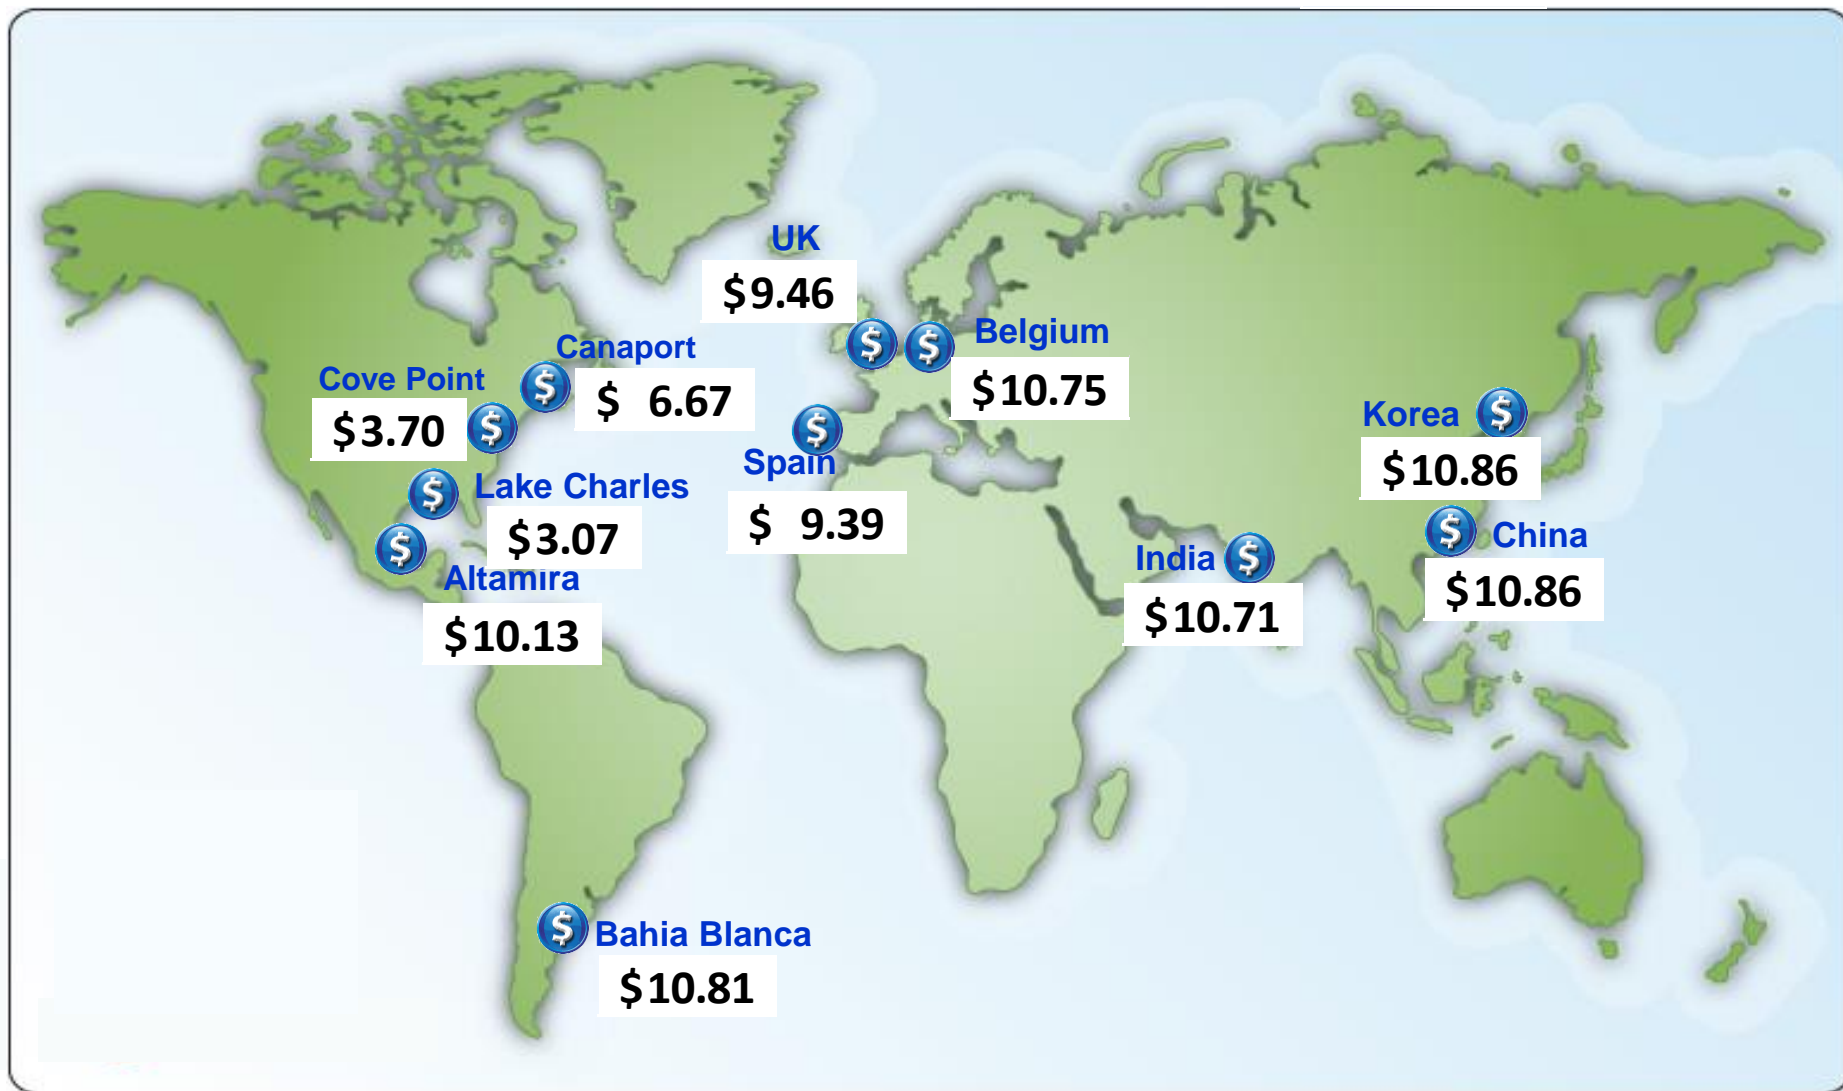 UK
$9.46
Belgium
$10.75
Canaport
$ 6.67
Cove Point
$3.70
Korea
$10.86
Spain
$ 9.39
Lake Charles
$3.07
China
$10.86
India
$10.71
Altamira
$10.13
Bahia Blanca
$10.81